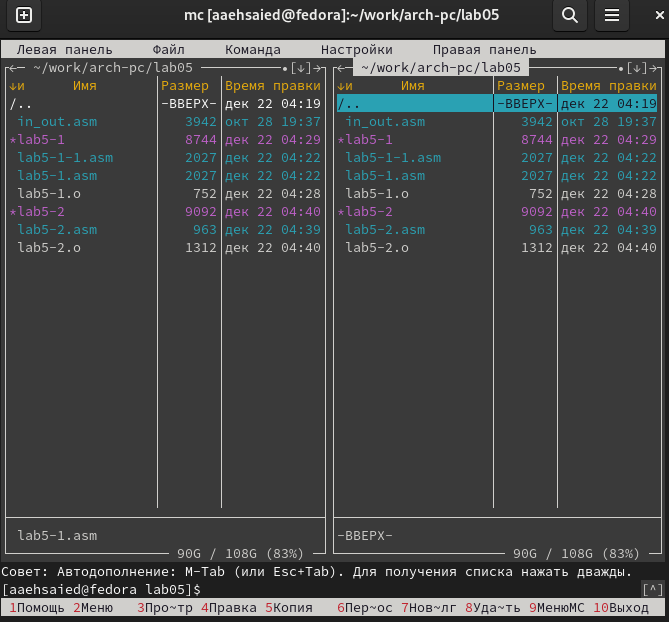 mc [aaehsaied@fedora]:~/work/arch-pc/lab05
Левая панель Файл Команда Настройки Правая панель
~/work/arch-pc/lab05 [↓] ~/work/arch-pc/lab05 [↓]
↓и Имя Размер Время правки ↓и Имя Размер Время правки
/.. -ВВЕРХ- дек 22 04:19 /.. -ВВЕРХ- дек 22 04:19
in_out.asm 3942 окт 28 19:37 in_out.asm 3942 окт 28 19:37
*lab5-1 8744 дек 22 04:29 *lab5-1 8744 дек 22 04:29
lab5-1-1.asm 2027 дек 22 04:22 lab5-1-1.asm 2027 дек 22 04:22
lab5-1.asm 2027 дек 22 04:22 lab5-1.asm 2027 дек 22 04:22
lab5-1.o 752 дек 22 04:28 lab5-1.o 752 дек 22 04:28
*lab5-2 9092 дек 22 04:40 *lab5-2 9092 дек 22 04:40
lab5-2.asm 963 дек 22 04:39 lab5-2.asm 963 дек 22 04:39
lab5-2.o 1312 дек 22 04:40 lab5-2.o 1312 дек 22 04:40
lab5-1.asm -ВВЕРХ-
90G / 108G (83%) 90G / 108G (83%)
Совет: Автодополнение: M-Tab (или Esc+Tab). Для получения списка нажать дважды.
[aaehsaied@fedora lab05]$ [^]
1Помощь 2Меню 3Про~тр 4Правка 5Копия 6Пер~ос 7Нов~лг 8Уда~ть 9МенюMC 10Выход